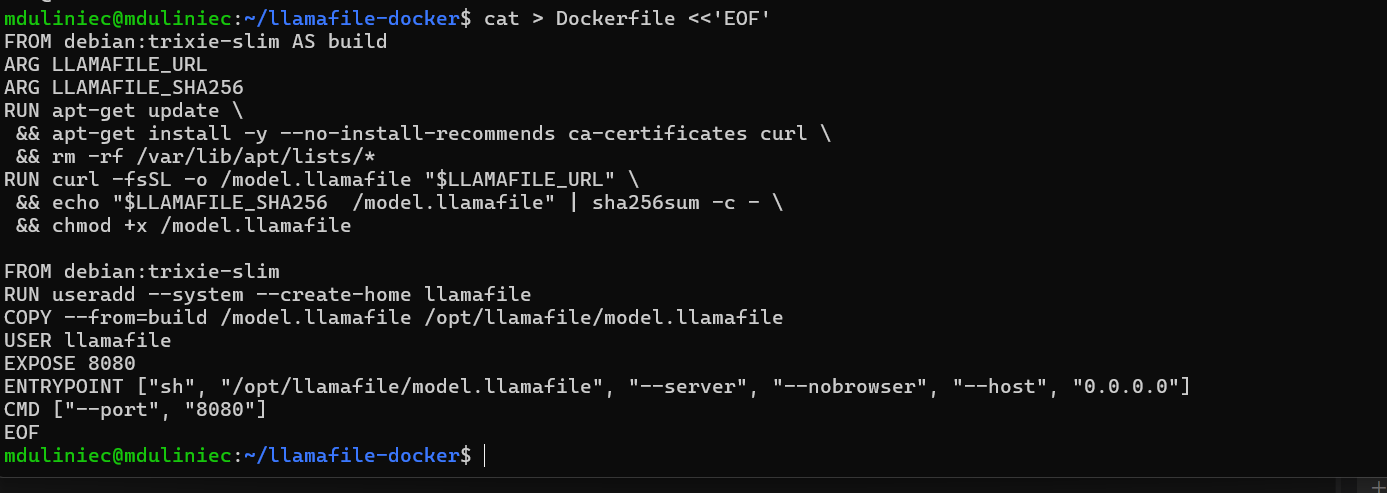 mduliniec@mduliniec:~/llamafile-docker$ cat > Dockerfile <<'EOF'
FROM debian:trixie-slim AS build
ARG LLAMAFILE_URL
ARG LLAMAFILE_SHA256
RUN apt-get update \
 && apt-get install -y --no-install-recommends ca-certificates curl \
 && rm -rf /var/lib/apt/lists/*
RUN curl -fsSL -o /model.llamafile "$LLAMAFILE_URL" \
 && echo "$LLAMAFILE_SHA256  /model.llamafile" | sha256sum -c - \
 && chmod +x /model.llamafile

FROM debian:trixie-slim
RUN useradd --system --create-home llamafile
COPY --from=build /model.llamafile /opt/llamafile/model.llamafile
USER llamafile
EXPOSE 8080
ENTRYPOINT ["sh", "/opt/llamafile/model.llamafile", "--server", "--nobrowser", "--host", "0.0.0.0"]
CMD ["--port", "8080"]
EOF
mduliniec@mduliniec:~/llamafile-docker$